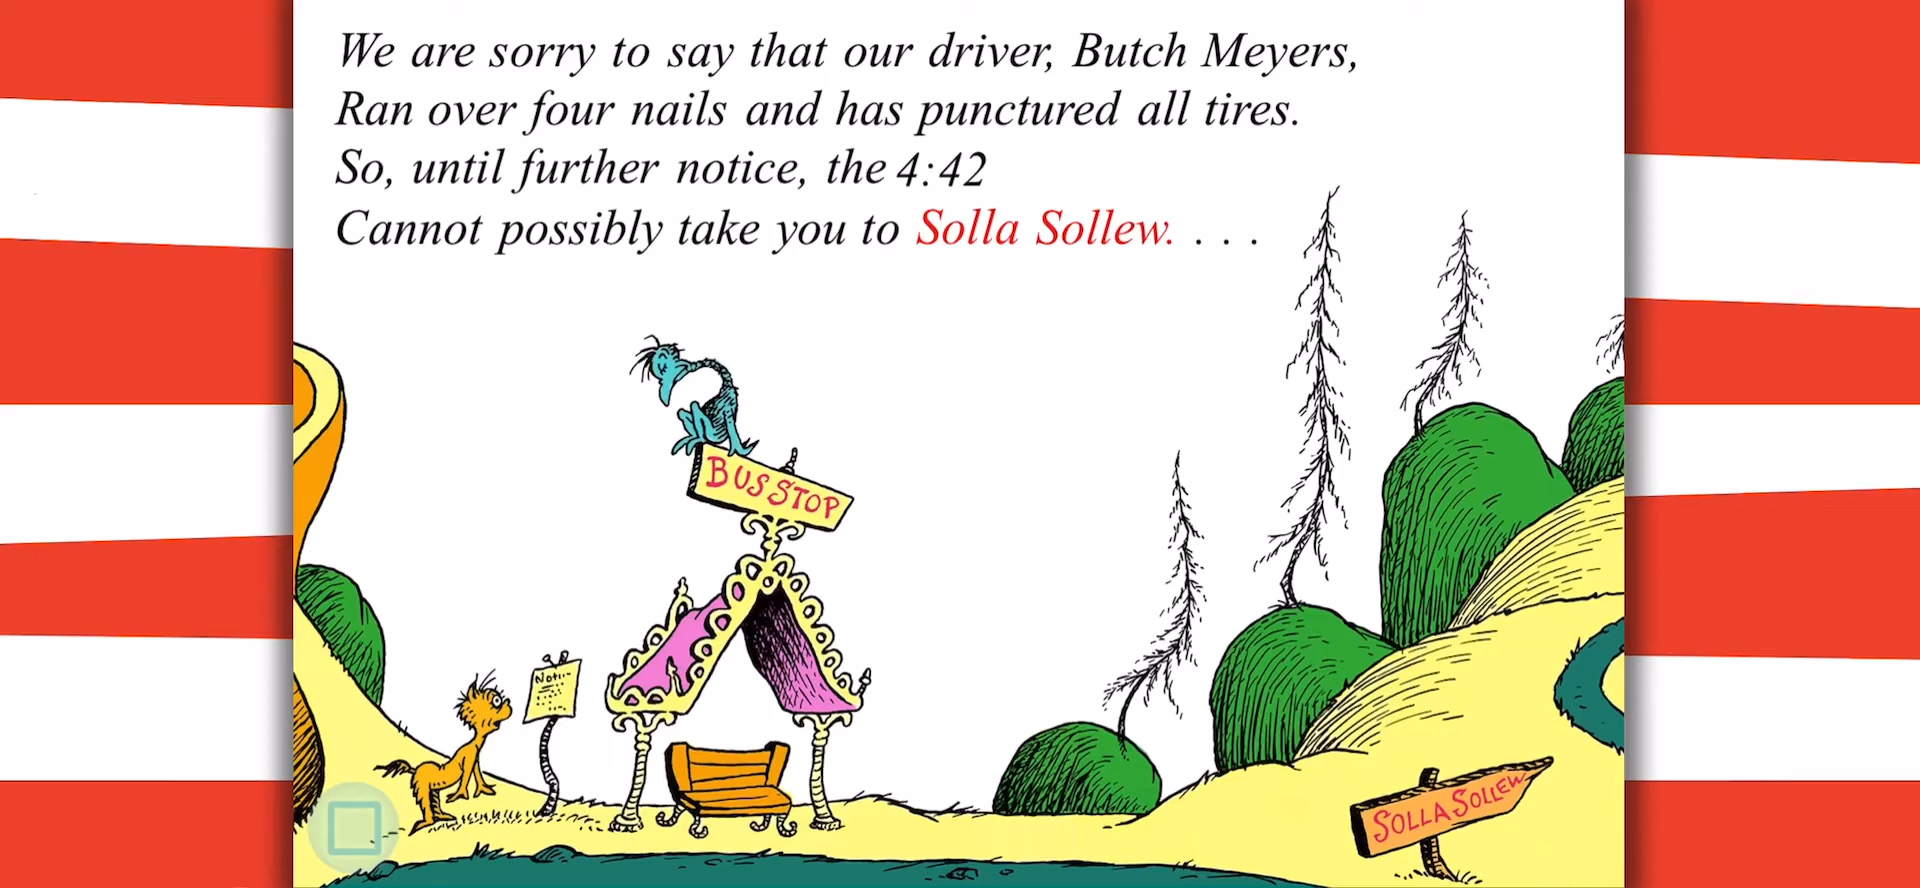 We are sorry to say that our driver, Butch Meyers,
Ran over four nails and has punctured all tires.
So, until further notice, the 4:42
Cannot possibly take you to Solla Sollew. . . .
BUS STOP
SOLLA SOLLEW